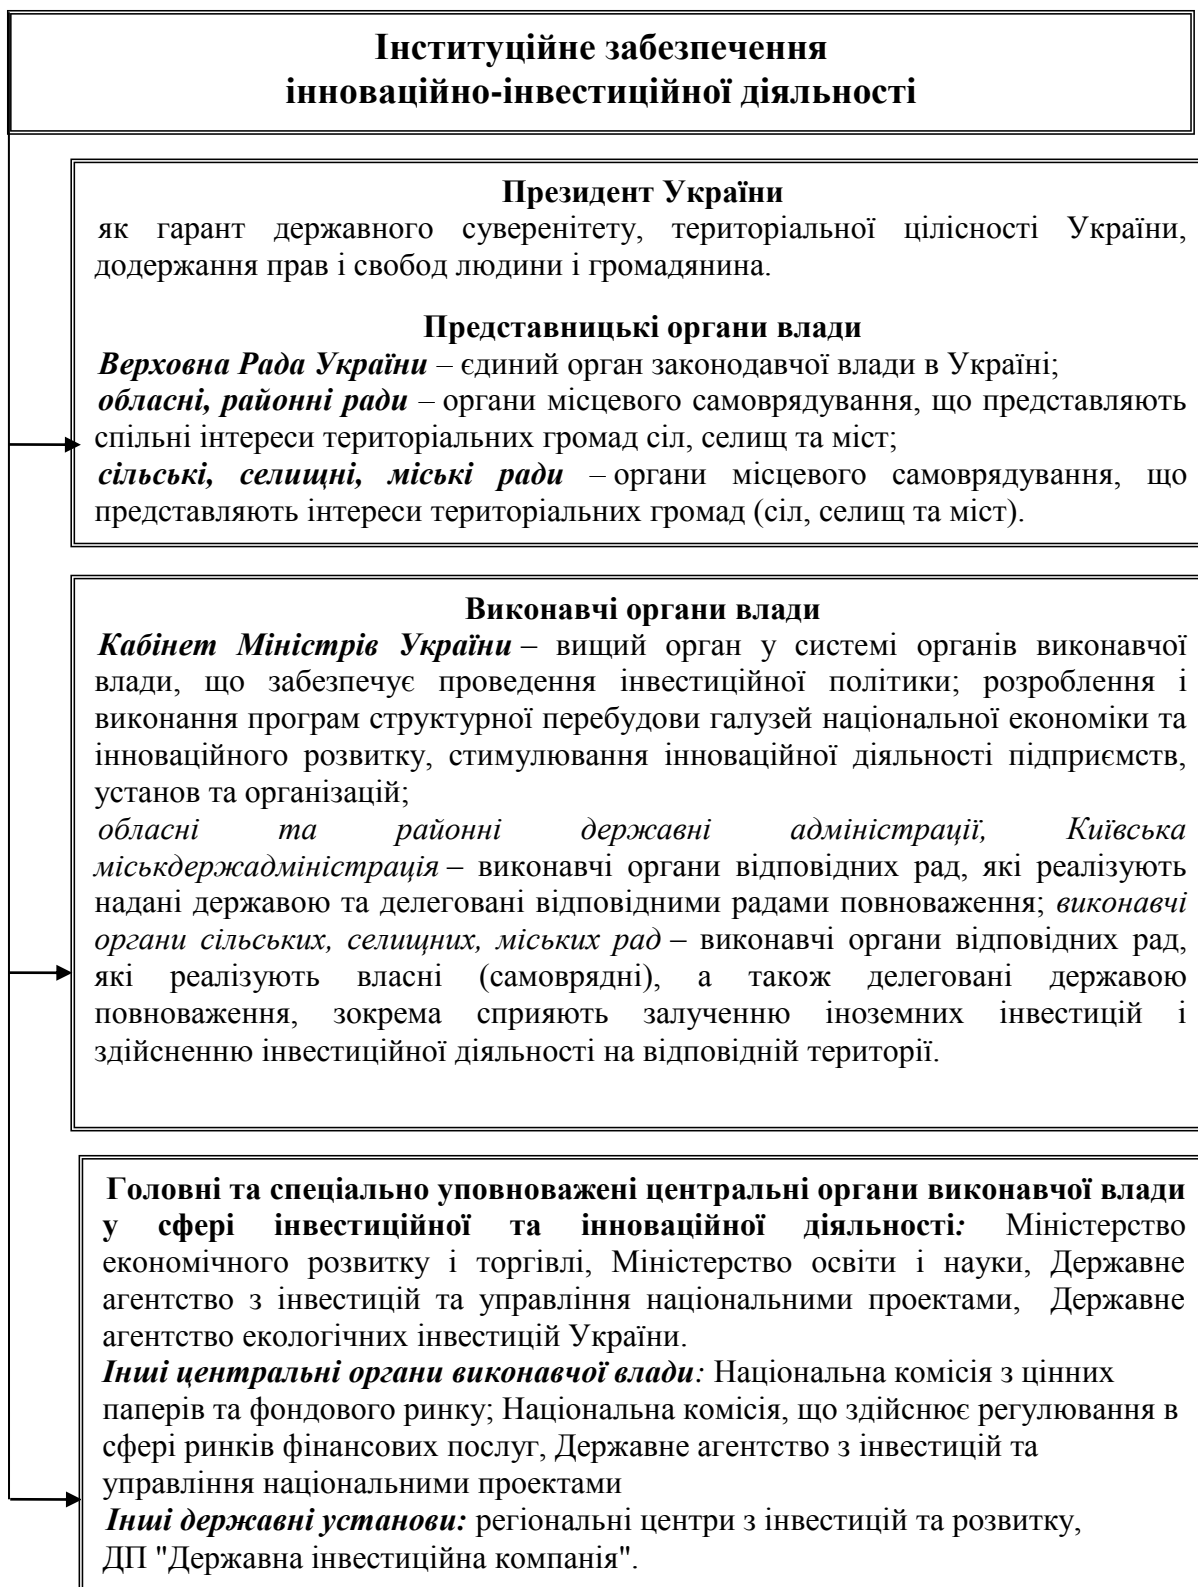 Інституційне забезпечення
інноваційно-інвестиційної діяльності
Президент України
як гарант державного суверенітету, територіальної цілісності України,
додержання прав і свобод людини і громадянина.
Представницькі органи влади
Верховна Рада України – єдиний орган законодавчої влади в Україні;
обласні, районні ради – органи місцевого самоврядування, що представляють
спільні інтереси територіальних громад сіл, селищ та міст;
сільські, селищні, міські ради – органи місцевого самоврядування, що
представляють інтереси територіальних громад (сіл, селищ та міст).
Виконавчі органи влади
Кабінет Міністрів України – вищий орган у системі органів виконавчої
влади, що забезпечує проведення інвестиційної політики; розроблення і
виконання програм структурної перебудови галузей національної економіки та
інноваційного розвитку, стимулювання інноваційної діяльності підприємств,
установ та організацій;
обласні та районні державні адміністрації, Київська
міськдержадміністрація – виконавчі органи відповідних рад, які реалізують
надані державою та делеговані відповідними радами повноваження; виконавчі
органи сільських, селищних, міських рад – виконавчі органи відповідних рад,
які реалізують власні (самоврядні), а також делеговані державою
повноваження, зокрема сприяють залученню іноземних інвестицій і
здійсненню інвестиційної діяльності на відповідній території.
Головні та спеціально уповноважені центральні органи виконавчої влади
у сфері інвестиційної та інноваційної діяльності: Міністерство
економічного розвитку і торгівлі, Міністерство освіти і науки, Державне
агентство з інвестицій та управління національними проектами, Державне
агентство екологічних інвестицій України.
Інші центральні органи виконавчої влади: Національна комісія з цінних
паперів та фондового ринку; Національна комісія, що здійснює регулювання в
сфері ринків фінансових послуг, Державне агентство з інвестицій та
управління національними проектами
Інші державні установи: регіональні центри з інвестицій та розвитку,
ДП "Державна інвестиційна компанія".